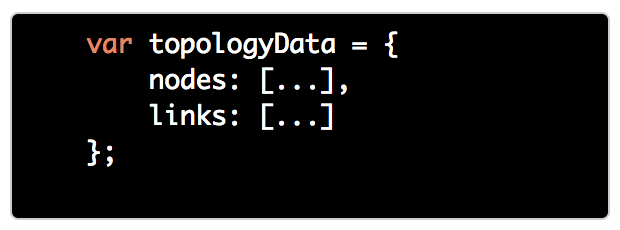 var topologyData = {
    nodes: [...],
    links: [...]
};